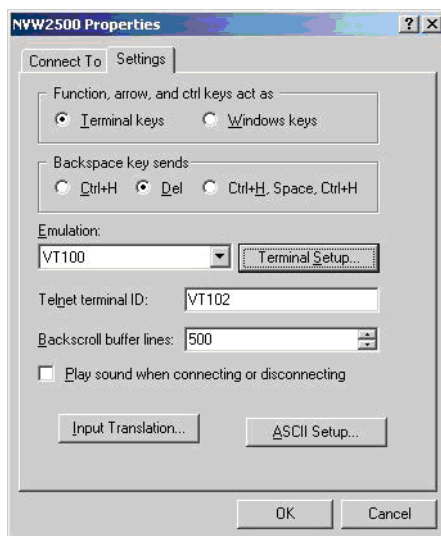 NVW2500 Properties
Connect To Settings
Function, arrow, and ctrl keys act as
Terminal keys Windows keys
Backspace key sends
Ctrl+H Del Ctrl+H, Space, Ctrl+H
Emulation:
VT100 Terminal Setup...
Telnet terminal ID: VT102
Backscroll buffer lines: 500
Play sound when connecting or disconnecting
Input Translation... ASCII Setup...
OK Cancel